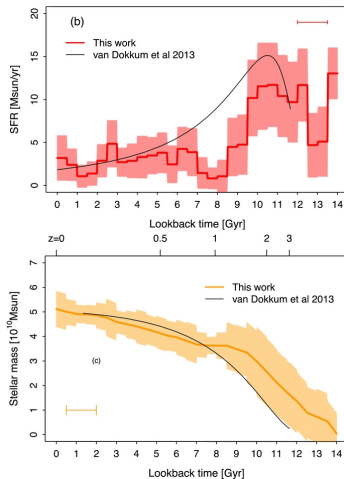 (b)
This work
van Dokkum et al 2013
SFR [Msun/yr]
20
15
10
5
0
0 1 2 3 4 5 6 7 8 9 10 11 12 13 14
Lookback time [Gyr]
z=0 0.5 1 2 3
This work
van Dokkum et al 2013
(c)
Stellar mass [10¹⁰Msun]
7
6
5
4
3
2
1
0
0 1 2 3 4 5 6 7 8 9 10 11 12 13 14
Lookback time [Gyr]